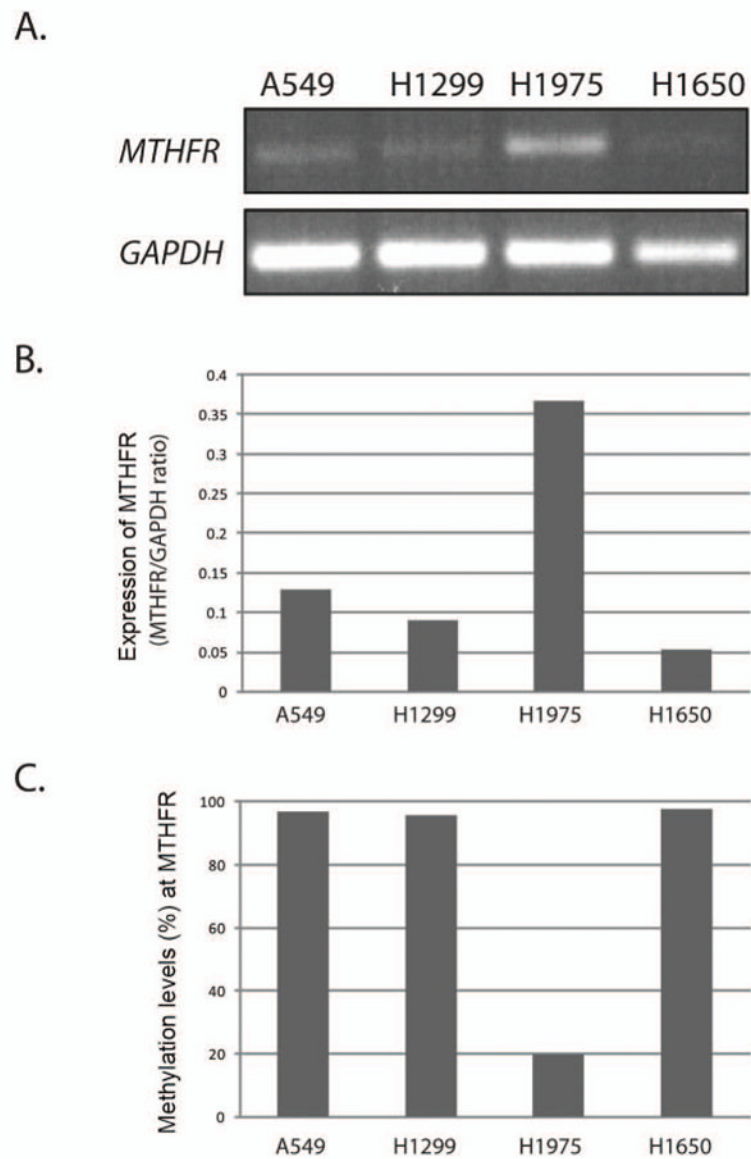 A.
A549 H1299 H1975 H1650
MTHFR
GAPDH
B.
Expression of MTHFR
(MTHFR/GAPDH ratio)
0.4
0.35
0.3
0.25
0.2
0.15
0.1
0.05
0
A549 H1299 H1975 H1650
C.
Methylation levels (%) at MTHFR
100
80
60
40
20
0
A549 H1299 H1975 H1650